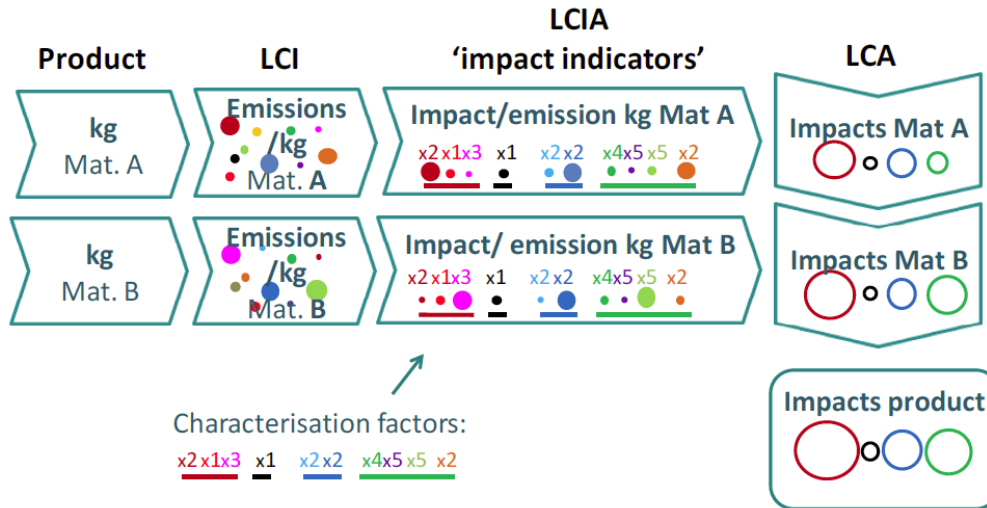 LCIA
Product LCI 'impact indicators' LCA
kg
Mat. A
Emissions
/kg
Mat. A
Impact/emission kg Mat A
x2 x1 x3 x1 x2 x2 x4 x5 x5 x2
Impacts Mat A
kg
Mat. B
Emissions
/kg
Mat. B
Impact/ emission kg Mat B
x2 x1 x3 x1 x2 x2 x4 x5 x5 x2
Impacts Mat B
Characterisation factors:
x2 x1 x3 x1 x2 x2 x4 x5 x5 x2
Impacts product